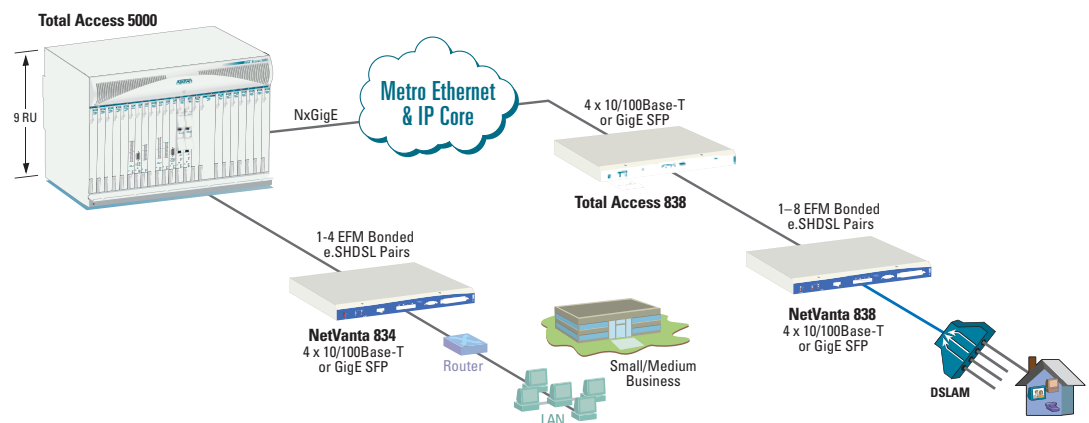 Total Access 5000
9 RU
NxGigE
Metro Ethernet
& IP Core
4 x 10/100Base-T
or GigE SFP
Total Access 838
1-4 EFM Bonded
e.SHDSL Pairs
1–8 EFM Bonded
e.SHDSL Pairs
NetVanta 834
4 x 10/100Base-T
or GigE SFP
Router
LAN
Small/Medium
Business
NetVanta 838
4 x 10/100Base-T
or GigE SFP
DSLAM